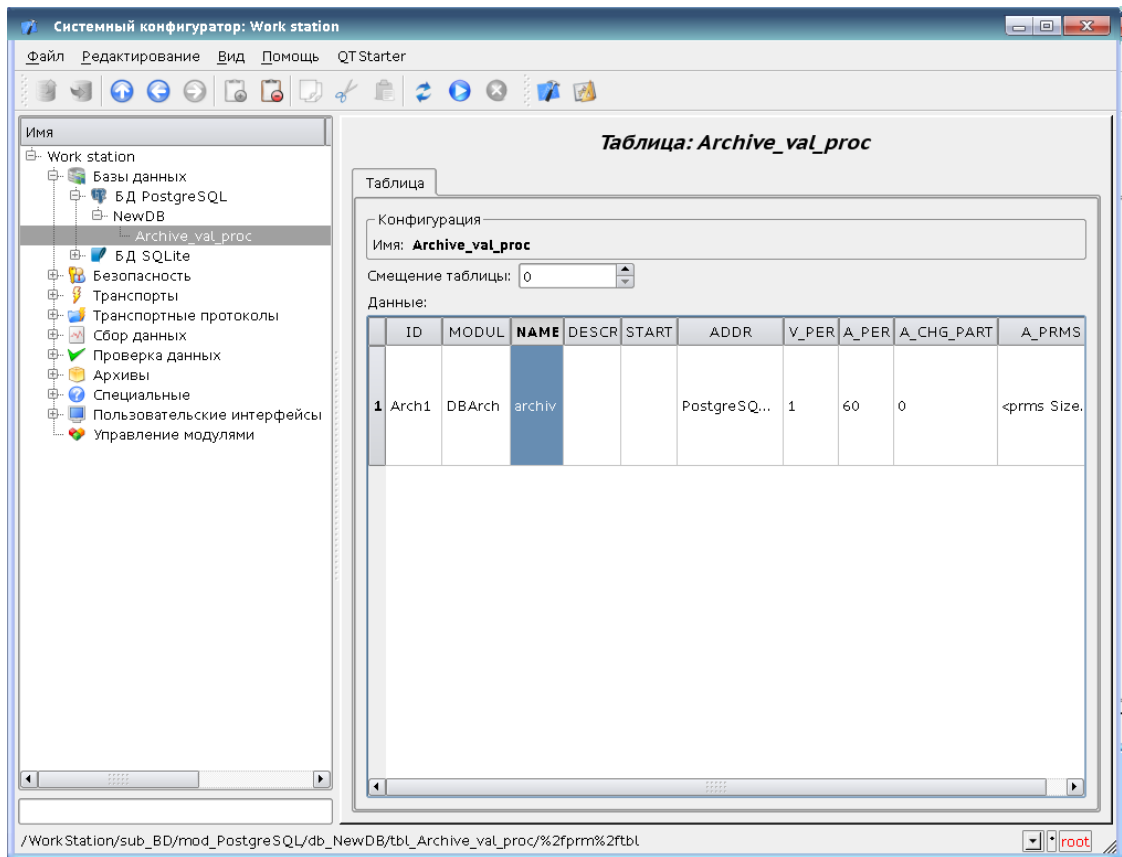 Системный конфигуратор: Work station
Файл Редактирование Вид Помощь QTStarter
Имя
Work station
Базы данных
БД PostgreSQL
NewDB
Archive_val_proc
БД SQLite
Безопасность
Транспорты
Транспортные протоколы
Сбор данных
Проверка данных
Архивы
Специальные
Пользовательские интерфейсы
Управление модулями
Таблица: Archive_val_proc
Таблица
Конфигурация
Имя: Archive_val_proc
Смещение таблицы: 0
Данные:
ID MODUL NAME DESCR START ADDR V_PER A_PER A_CHG_PART A_PRMS
1 Arch1 DBArch archiv PostgreSQ... 1 60 0 <prms Size.
/WorkStation/sub_BD/mod_PostgreSQL/db_NewDB/tbl_Archive_val_proc/%2fprm%2ftbl
* root